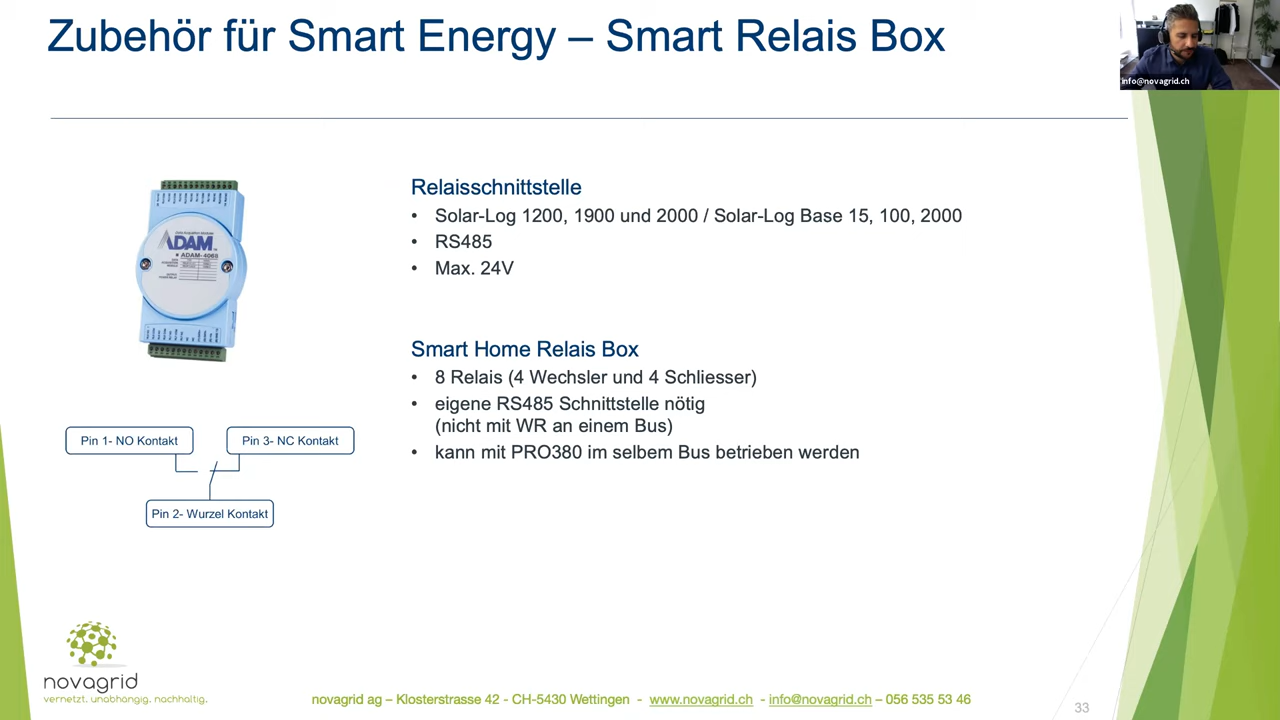 Zubehör für Smart Energy – Smart Relais Box
info@novagrid.ch
Relaisschnittstelle
• Solar-Log 1200, 1900 und 2000 / Solar-Log Base 15, 100, 2000
• RS485
• Max. 24V
ADAM
ADAM-4068
Smart Home Relais Box
• 8 Relais (4 Wechsler und 4 Schliesser)
• eigene RS485 Schnittstelle nötig
(nicht mit WR an einem Bus)
• kann mit PRO380 im selbem Bus betrieben werden
Pin 1- NO Kontakt
Pin 3- NC Kontakt
Pin 2- Wurzel Kontakt
novagrid
vernetzt. unabhängig. nachhaltig.
novagrid ag – Klosterstrasse 42 - CH-5430 Wettingen - www.novagrid.ch - info@novagrid.ch – 056 535 53 46
33